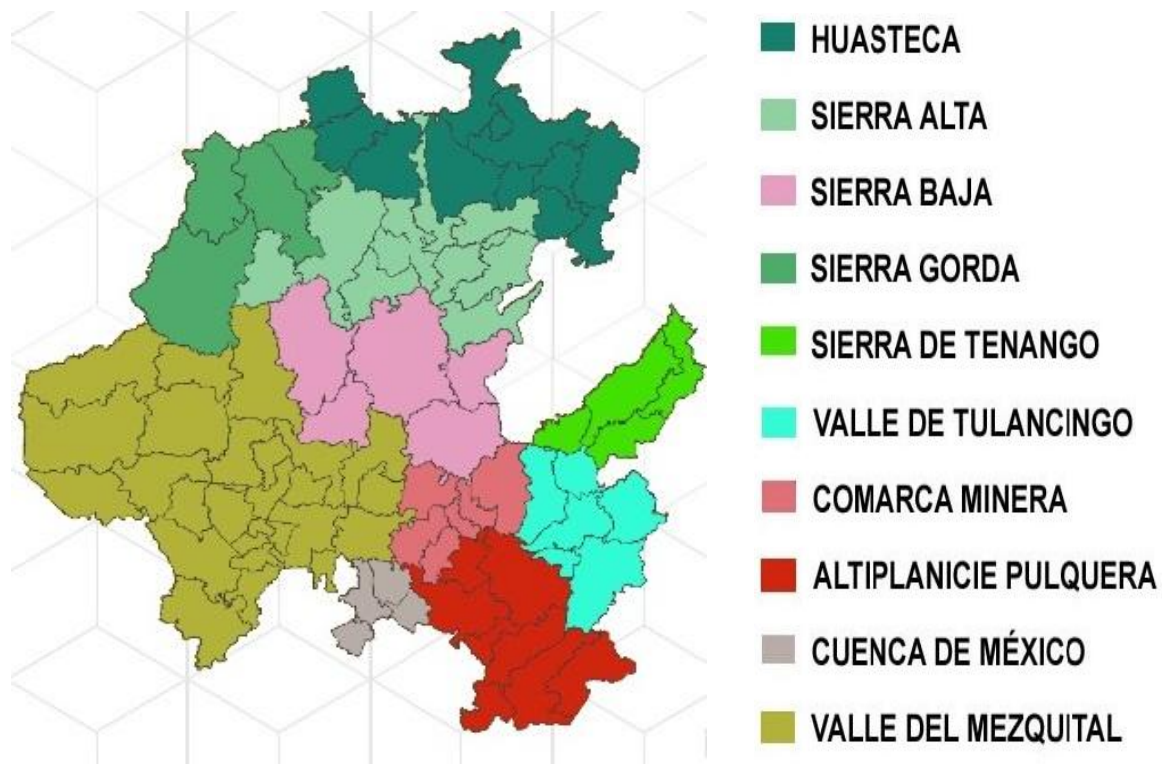 HUASTECA
SIERRA ALTA
SIERRA BAJA
SIERRA GORDA
SIERRA DE TENANGO
VALLE DE TULANCINGO
COMARCA MINERA
ALTIPLANICIE PULQUERA
CUENCA DE MÉXICO
VALLE DEL MEZQUITAL